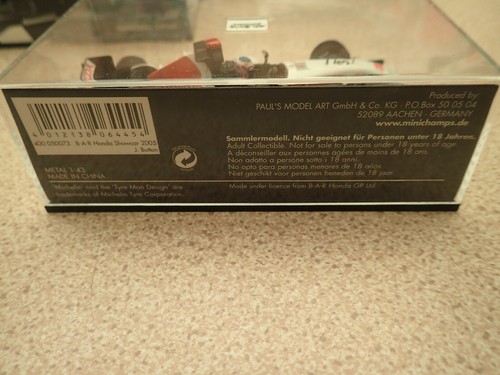 Produced by:
PAUL'S MODEL ART GmbH & Co. KG · P.O.Box 50 05 04
52089 AACHEN · GERMANY
www.minichamps.de
4 012138 064454
400 050073 B·A·R Honda Showcar 2005
J. Button
METAL 1:43
MADE IN CHINA
"Michelin" and the "Tyre Man Design" are
trademarks of Michelin Tyre Corporation.
Sammlermodell. Nicht geeignet für Personen unter 18 Jahren.
Adult Collectible. Not for sale to persons under 18 years of age.
A déconseiller aux personnes agées de moins de 18 ans.
Non adatto a persone sotto i 18 anni.
No apto para personas menores de 18 años.
Niet geschikt voor personen beneden de 18 jaar.
Made under licence from B·A·R Honda GP Ltd.